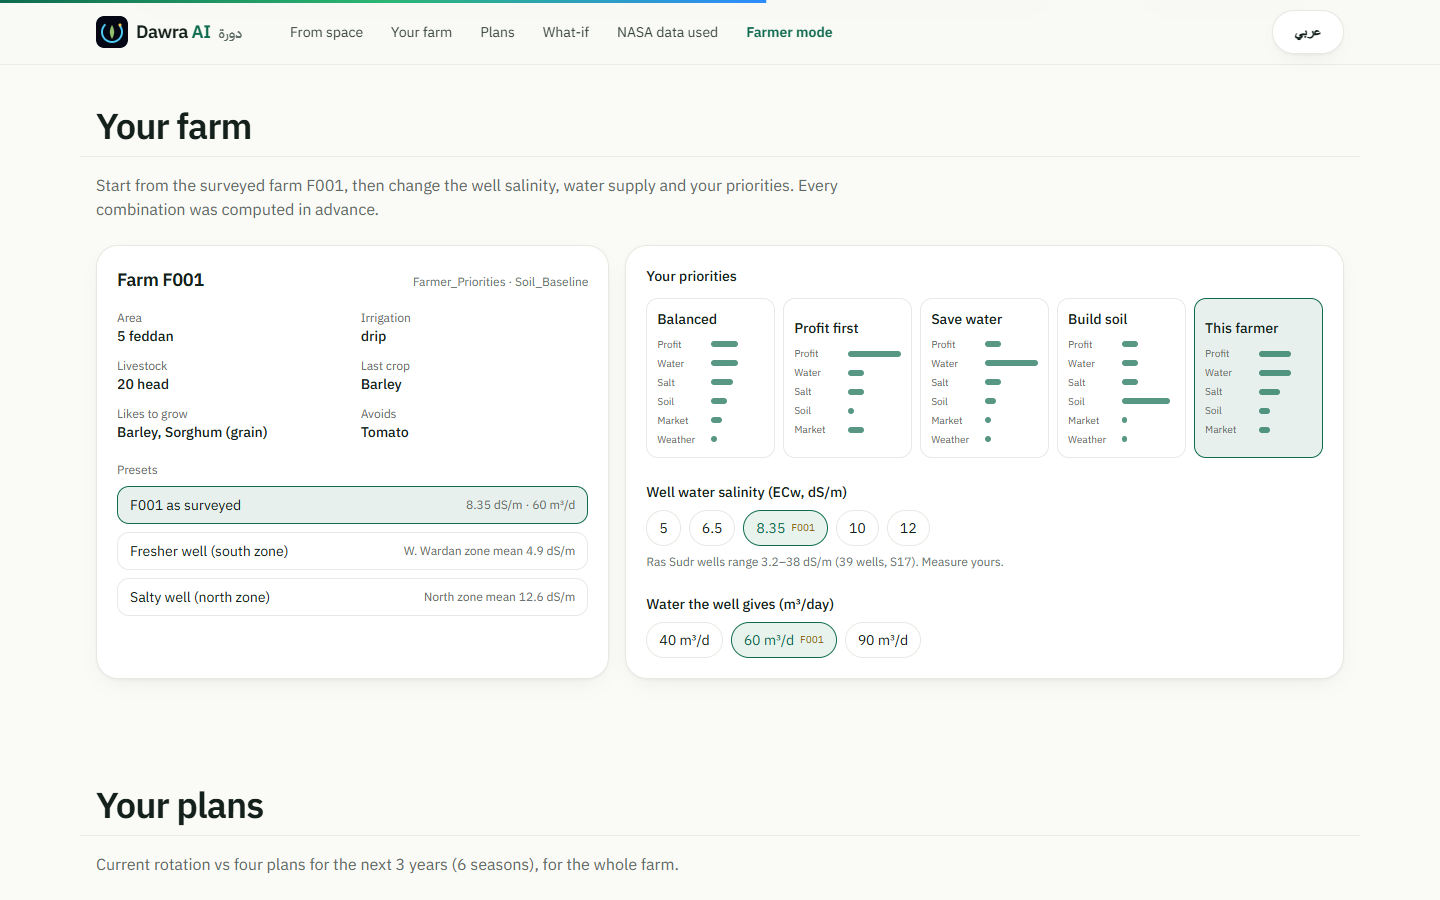 Dawra AI دورة
From space
Your farm
Plans
What-if
NASA data used
Farmer mode
عربي
Your farm
Start from the surveyed farm F001, then change the well salinity, water supply and your priorities. Every
combination was computed in advance.
Farm F001
Farmer_Priorities · Soil_Baseline
Area
5 feddan
Irrigation
drip
Livestock
20 head
Last crop
Barley
Likes to grow
Barley, Sorghum (grain)
Avoids
Tomato
Presets
F001 as surveyed
8.35 dS/m · 60 m³/d
Fresher well (south zone)
W. Wardan zone mean 4.9 dS/m
Salty well (north zone)
North zone mean 12.6 dS/m
Your priorities
Balanced
Profit
Water
Salt
Soil
Market
Weather
Profit first
Profit
Water
Salt
Soil
Market
Save water
Profit
Water
Salt
Soil
Market
Weather
Build soil
Profit
Water
Salt
Soil
Market
Weather
This farmer
Profit
Water
Salt
Soil
Market
Well water salinity (ECw, dS/m)
5
6.5
8.35 F001
10
12
Ras Sudr wells range 3.2–38 dS/m (39 wells, S17). Measure yours.
Water the well gives (m³/day)
40 m³/d
60 m³/d F001
90 m³/d
Your plans
Current rotation vs four plans for the next 3 years (6 seasons), for the whole farm.